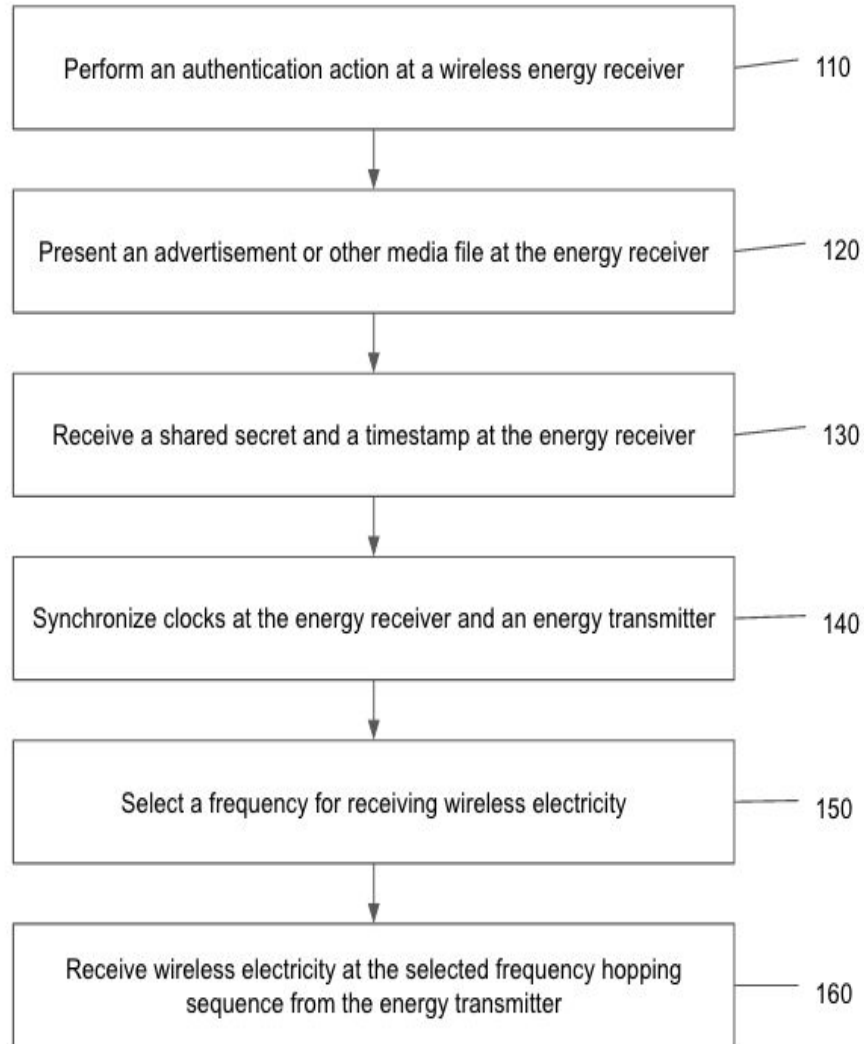 Perform an authentication action at a wireless energy receiver
110
Present an advertisement or other media file at the energy receiver
120
Receive a shared secret and a timestamp at the energy receiver
130
Synchronize clocks at the energy receiver and an energy transmitter
140
Select a frequency for receiving wireless electricity
150
Receive wireless electricity at the selected frequency hopping
sequence from the energy transmitter
160